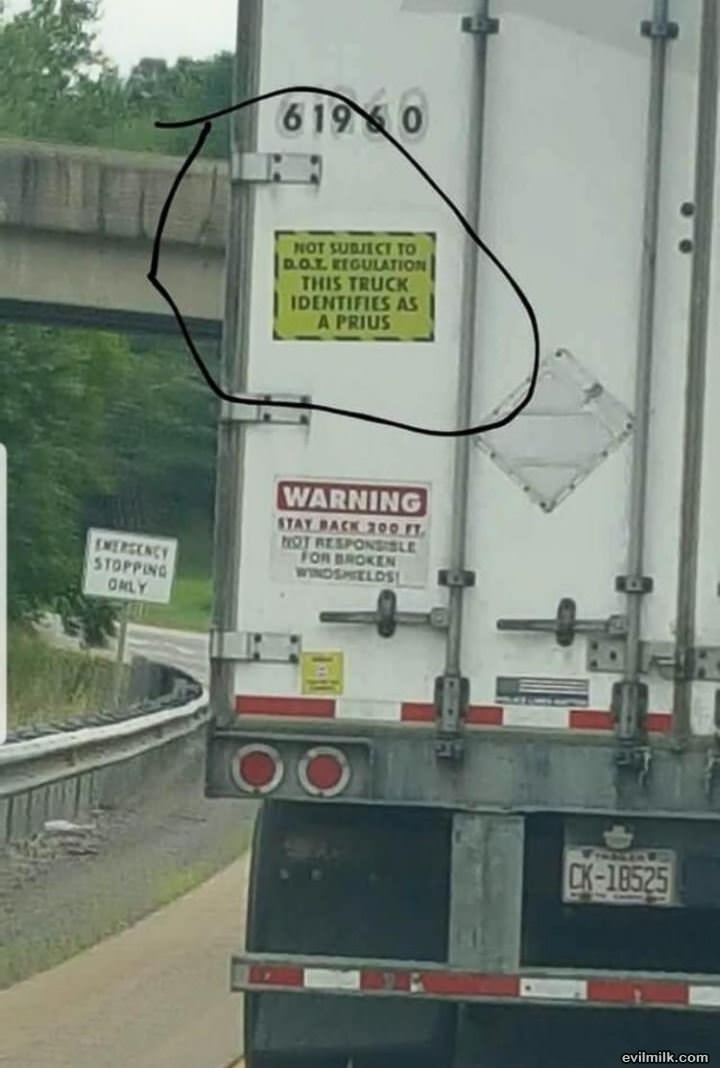 61960
NOT SUBJECT TO
D.O.T. REGULATION
THIS TRUCK
IDENTIFIES AS
A PRIUS
WARNING
STAY BACK 200 FT.
NOT RESPONSIBLE
FOR BROKEN
WINDSHIELDS!
EMERGENCY
STOPPING
ONLY
TRAILER
CK-18525
evilmilk.com